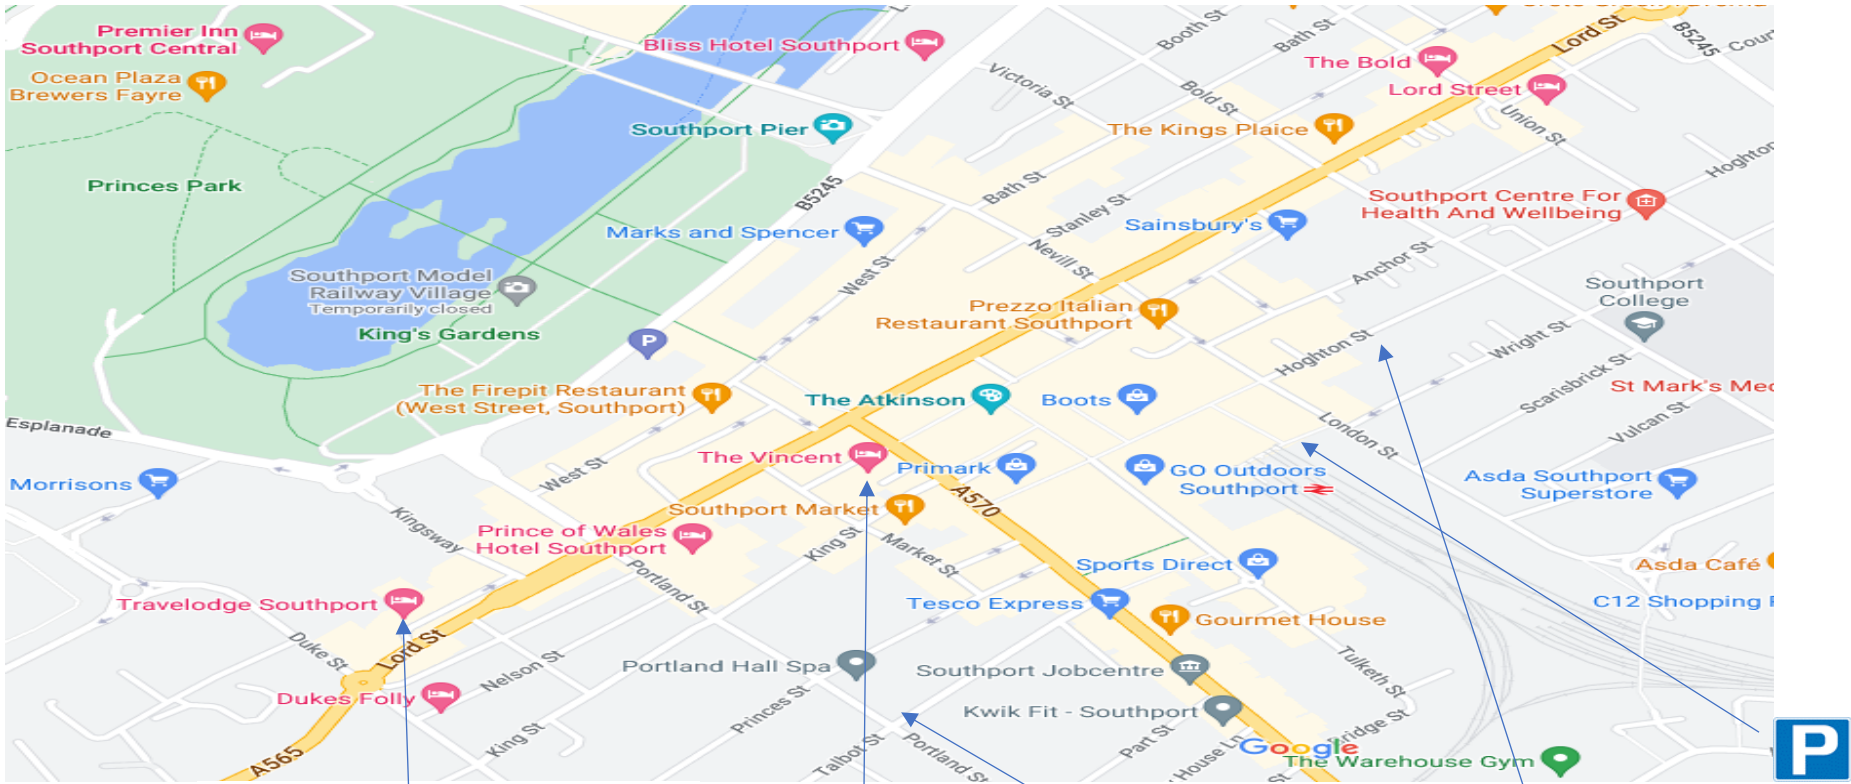 Premier Inn
Southport Central
Ocean Plaza
Brewers Fayre
Bliss Hotel Southport
Booth St
Bath St
Lord St
B5245
Victoria St
Bold St
The Bold
Lord Street
Union St
Southport Pier
The Kings Plaice
Hoghton
Princes Park
B5245
Bath St
Stanley St
Southport Centre For
Health And Wellbeing
Marks and Spencer
Sainsbury's
Nevill St
West St
Anchor St
Southport Model
Railway Village
Temporarily closed
King's Gardens
Prezzo Italian
Restaurant Southport
Southport
College
P
Hoghton St
Wright St
Scarisbrick St
The Firepit Restaurant
(West Street, Southport)
The Atkinson
Boots
St Mark's Med
London St
Vulcan St
Esplanade
Morrisons
West St
The Vincent
Primark
GO Outdoors
Southport
Asda Southport
Superstore
A570
Southport Market
Kingsway
Prince of Wales
Hotel Southport
King St
Market St
Portland St
Sports Direct
Asda Café
Travelodge Southport
Tesco Express
C12 Shopping
Gourmet House
Duke St
Lord St
Nelson St
Portland Hall Spa
Southport Jobcentre
Tulketh St
Dukes Folly
Princes St
Kwik Fit - Southport
King St
Talbot St
Portland St
Part St
House Ln
Bridge St
Google
The Warehouse Gym
A565
P